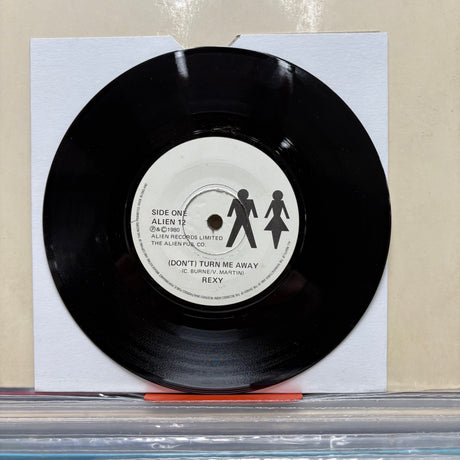 SIDE ONE
ALIEN 12
℗&©1980
ALIEN RECORDS LIMITED
THE ALIEN PUB. CO.
(DON'T) TURN ME AWAY
(C. BURNE/V. MARTIN)
REXY